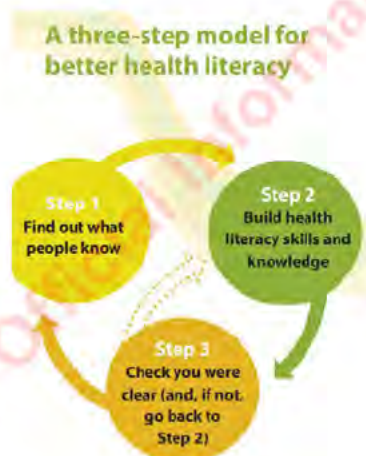 A three-step model for
better health literacy
Step 1
Find out what
people know
Step 2
Build health
literacy skills and
knowledge
Step 3
Check you were
clear (and, if not,
go back to
Step 2)